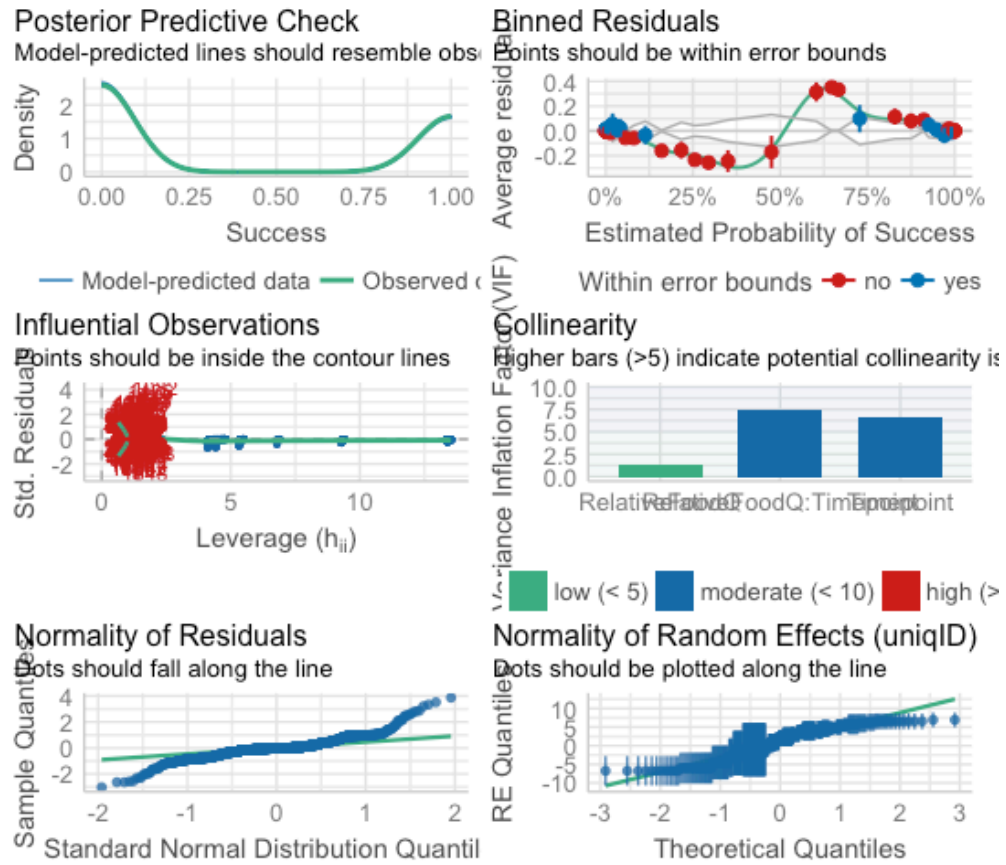 Posterior Predictive Check
Model-predicted lines should resemble obs
Density
2
1
0
0.00 0.25 0.50 0.75 1.00
Success
Model-predicted data Observed
Binned Residuals
Points should be within error bounds
Average resid
0.4
0.2
0.0
-0.2
0% 25% 50% 75% 100%
Estimated Probability of Success
Within error bounds no yes
Influential Observations
Points should be inside the contour lines
Std. Residuals
4
2
0
-2
0 5 10
Leverage (hii)
Collinearity
Higher bars (>5) indicate potential collinearity is
Variance Inflation Factor (VIF)
10.0
7.5
5.0
2.5
0.0
FoodQ:Timepoint
low (< 5) moderate (< 10) high (>
Normality of Residuals
Dots should fall along the line
Sample Quantiles
4
2
0
-2
-2 -1 0 1 2
Standard Normal Distribution Quantil
Normality of Random Effects (uniqID)
Dots should be plotted along the line
RE Quantiles
10
5
0
-5
-10
-3 -2 -1 0 1 2 3
Theoretical Quantiles